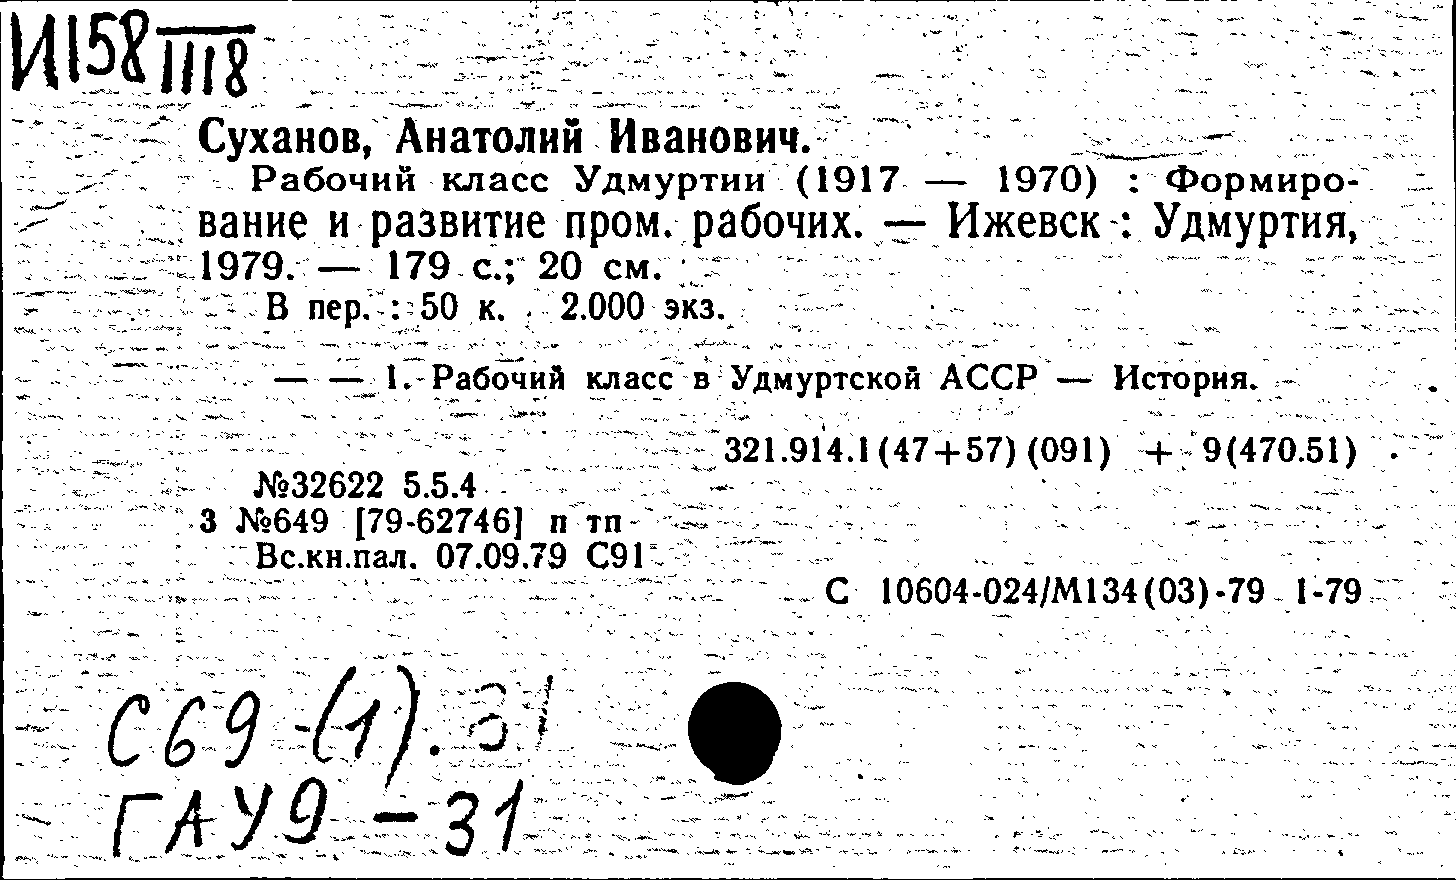 И158 III18
Суханов, Анатолий Иванович.
Рабочий класс Удмуртии (1917 — 1970) : Формиро-
вание и развитие пром. рабочих. — Ижевск : Удмуртия,
1979. — 179 с.; 20 см.
В пер. : 50 к. 2.000 экз.
— — 1. Рабочий класс в Удмуртской АССР — История.
321.914.1(47+57)(091) + 9(470.51)
№32622 5.5.4
3 №649 [79-62746] п тп
Вс.кн.пал. 07.09.79 С91
С 10604-024/М134(03)-79 1-79
С69-(1).31
ГАУ9-31